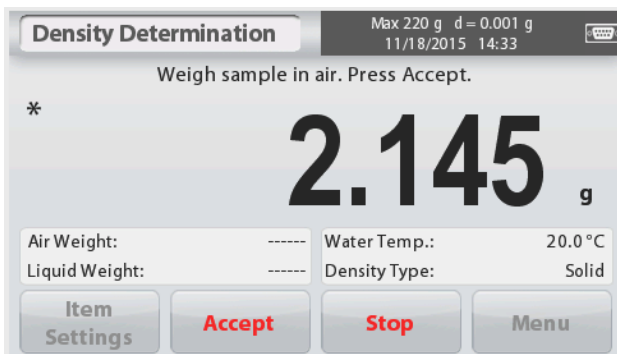 Density Determination
Max 220 g d = 0.001 g
11/18/2015 14:33
Weigh sample in air. Press Accept.
*
2.145 g
Air Weight: ------ Water Temp.: 20.0 °C
Liquid Weight: ------ Density Type: Solid
Item Settings Accept Stop Menu